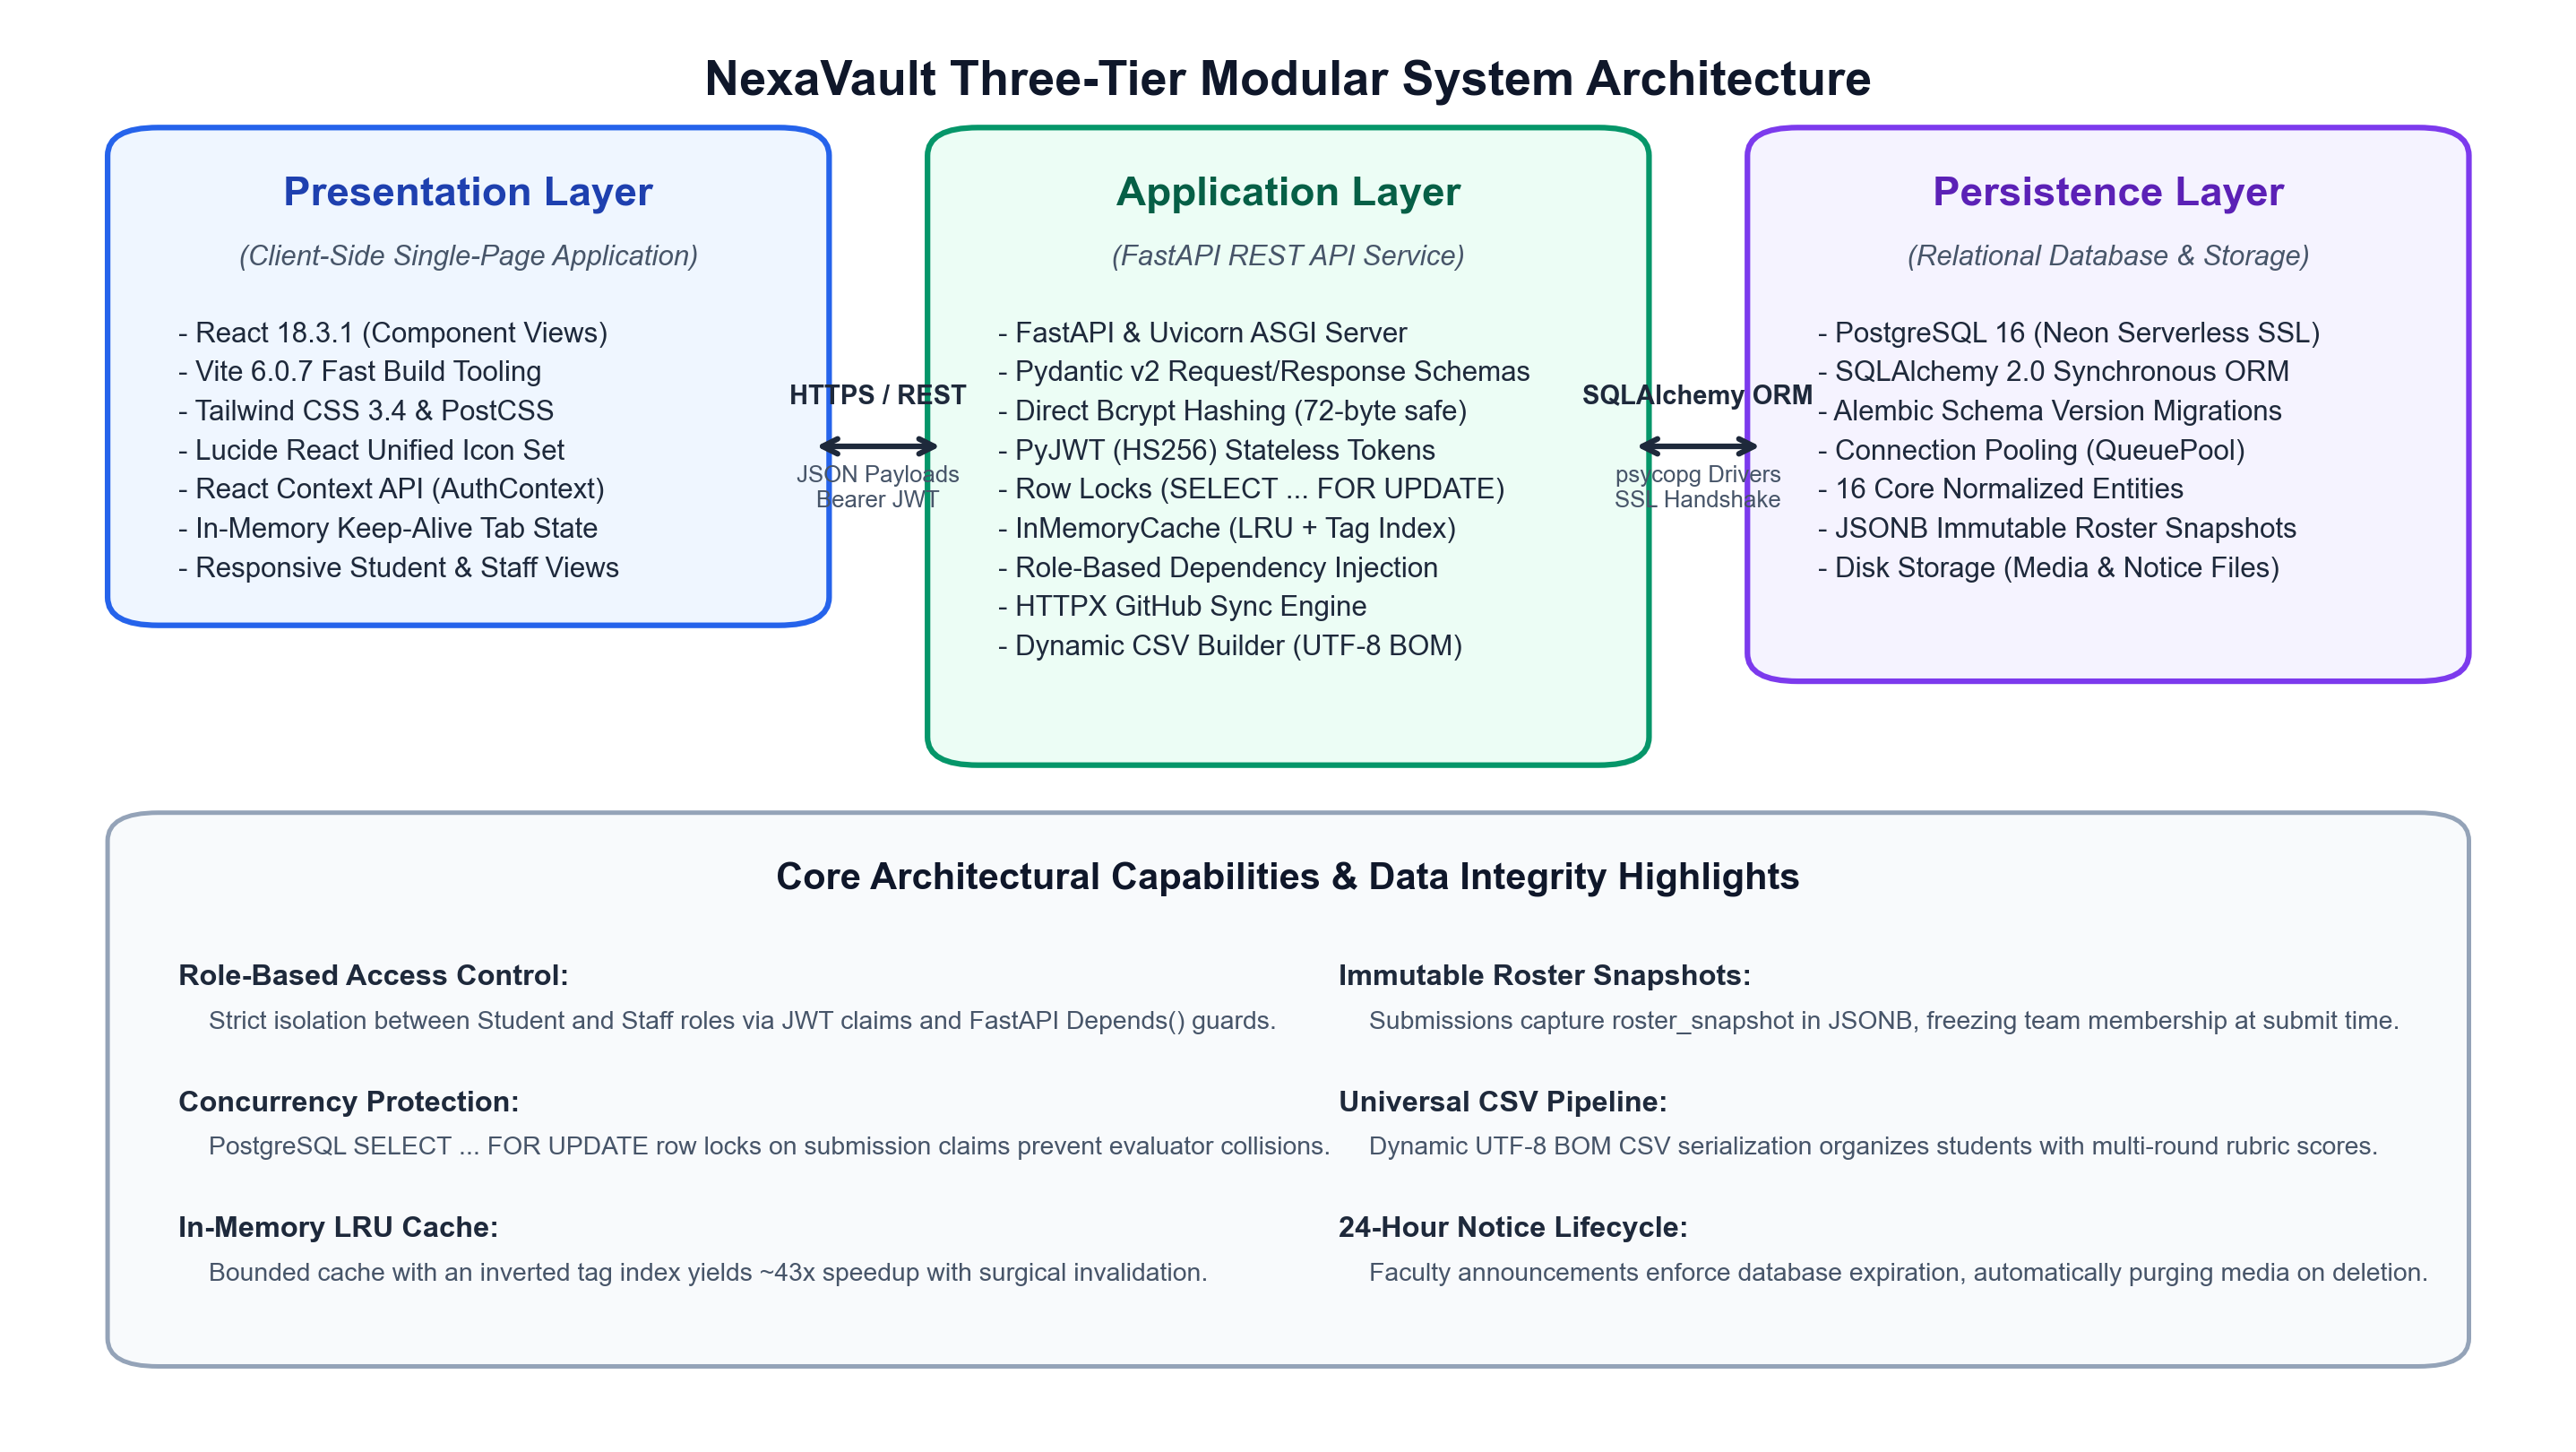 NexaVault Three-Tier Modular System Architecture
Presentation Layer
(Client-Side Single-Page Application)
- React 18.3.1 (Component Views)
- Vite 6.0.7 Fast Build Tooling
- Tailwind CSS 3.4 & PostCSS
- Lucide React Unified Icon Set
- React Context API (AuthContext)
- In-Memory Keep-Alive Tab State
- Responsive Student & Staff Views
HTTPS / REST
JSON Payloads
Bearer JWT
Application Layer
(FastAPI REST API Service)
- FastAPI & Uvicorn ASGI Server
- Pydantic v2 Request/Response Schemas
- Direct Bcrypt Hashing (72-byte safe)
- PyJWT (HS256) Stateless Tokens
- Row Locks (SELECT ... FOR UPDATE)
- InMemoryCache (LRU + Tag Index)
- Role-Based Dependency Injection
- HTTPX GitHub Sync Engine
- Dynamic CSV Builder (UTF-8 BOM)
SQLAlchemy ORM
psycopg Drivers
SSL Handshake
Persistence Layer
(Relational Database & Storage)
- PostgreSQL 16 (Neon Serverless SSL)
- SQLAlchemy 2.0 Synchronous ORM
- Alembic Schema Version Migrations
- Connection Pooling (QueuePool)
- 16 Core Normalized Entities
- JSONB Immutable Roster Snapshots
- Disk Storage (Media & Notice Files)
Core Architectural Capabilities & Data Integrity Highlights
Role-Based Access Control:
Strict isolation between Student and Staff roles via JWT claims and FastAPI Depends() guards.
Concurrency Protection:
PostgreSQL SELECT ... FOR UPDATE row locks on submission claims prevent evaluator collisions.
In-Memory LRU Cache:
Bounded cache with an inverted tag index yields ~43x speedup with surgical invalidation.
Immutable Roster Snapshots:
Submissions capture roster_snapshot in JSONB, freezing team membership at submit time.
Universal CSV Pipeline:
Dynamic UTF-8 BOM CSV serialization organizes students with multi-round rubric scores.
24-Hour Notice Lifecycle:
Faculty announcements enforce database expiration, automatically purging media on deletion.